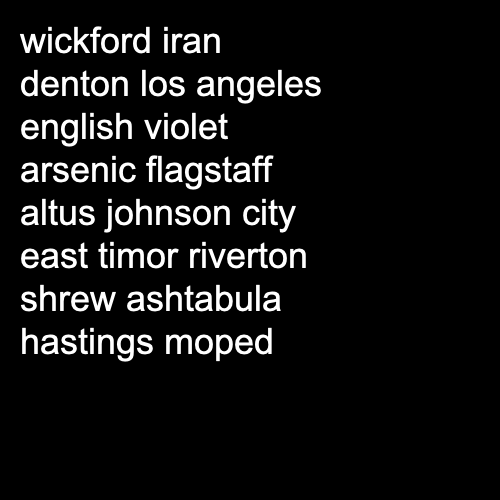 wickford iran
denton los angeles
english violet
arsenic flagstaff
altus johnson city
east timor riverton
shrew ashtabula
hastings moped